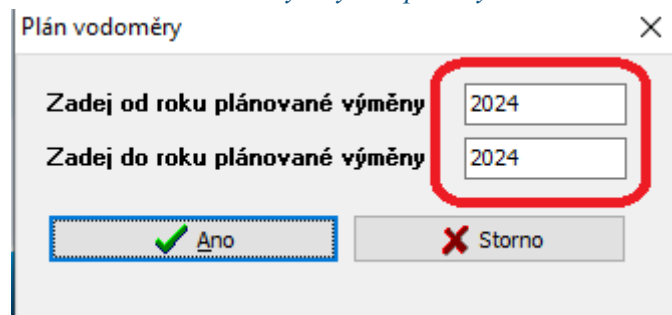 Plán vodoměry
Zadej od roku plánované výměny 2024
Zadej do roku plánované výměny 2024
Ano
Storno